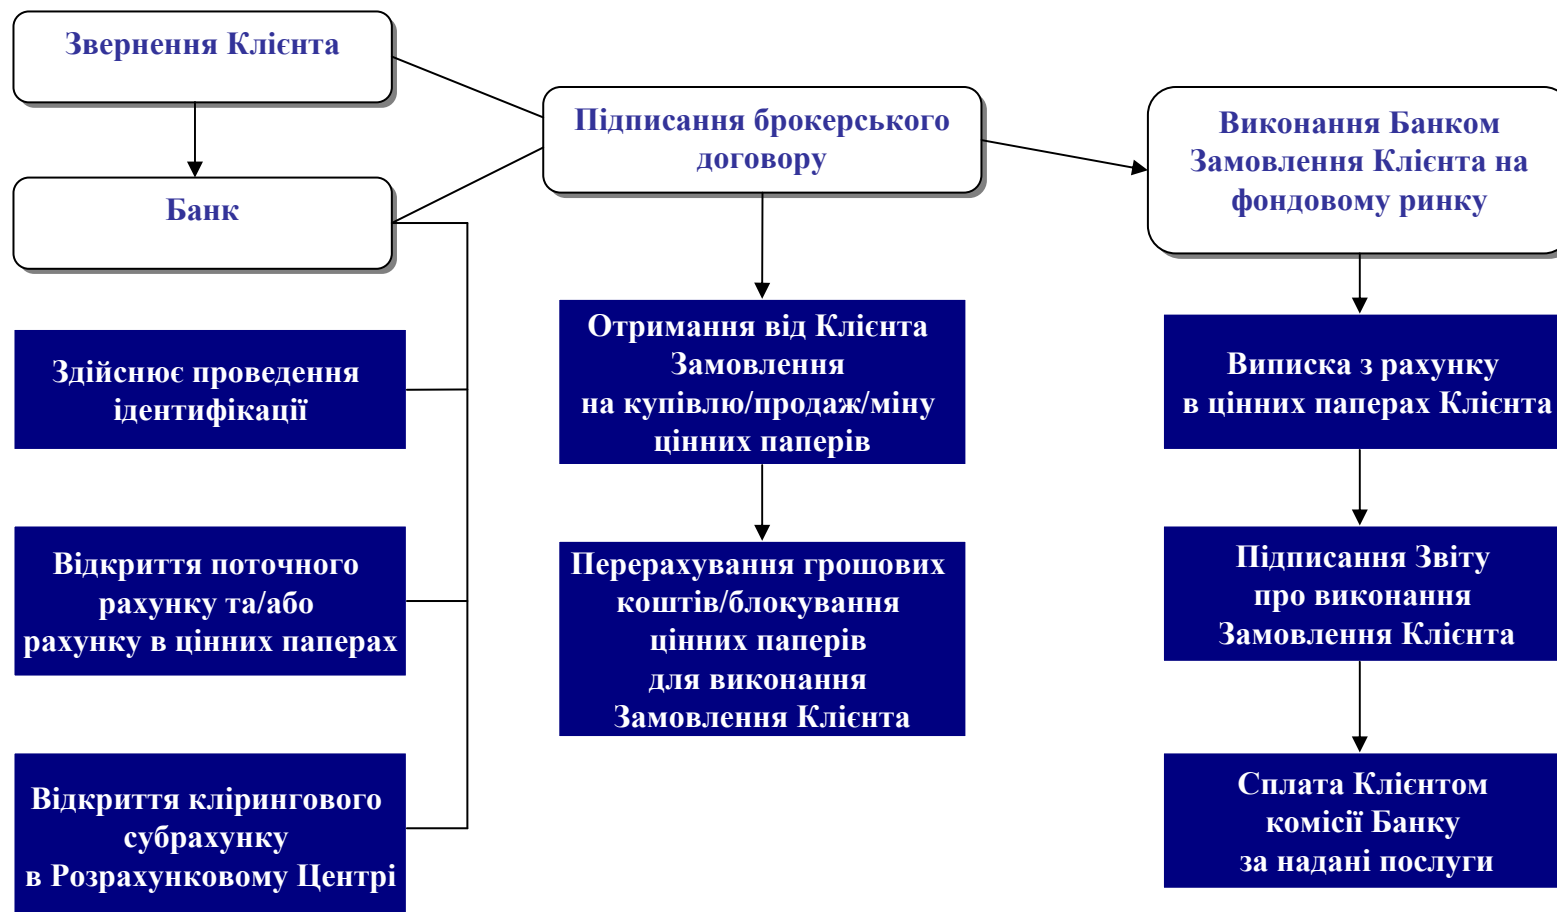 Звернення Клієнта
Банк
Здійснює проведення
ідентифікації
Відкриття поточного
рахунку та/або
рахунку в цінних паперах
Відкриття клірингового
субрахунку
в Розрахунковому Центрі
Підписання брокерського
договору
Отримання від Клієнта
Замовлення
на купівлю/продаж/міну
цінних паперів
Перерахування грошових
коштів/блокування
цінних паперів
для виконання
Замовлення Клієнта
Виконання Банком
Замовлення Клієнта на
фондовому ринку
Виписка з рахунку
в цінних паперах Клієнта
Підписання Звіту
про виконання
Замовлення Клієнта
Сплата Клієнтом
комісії Банку
за надані послуги